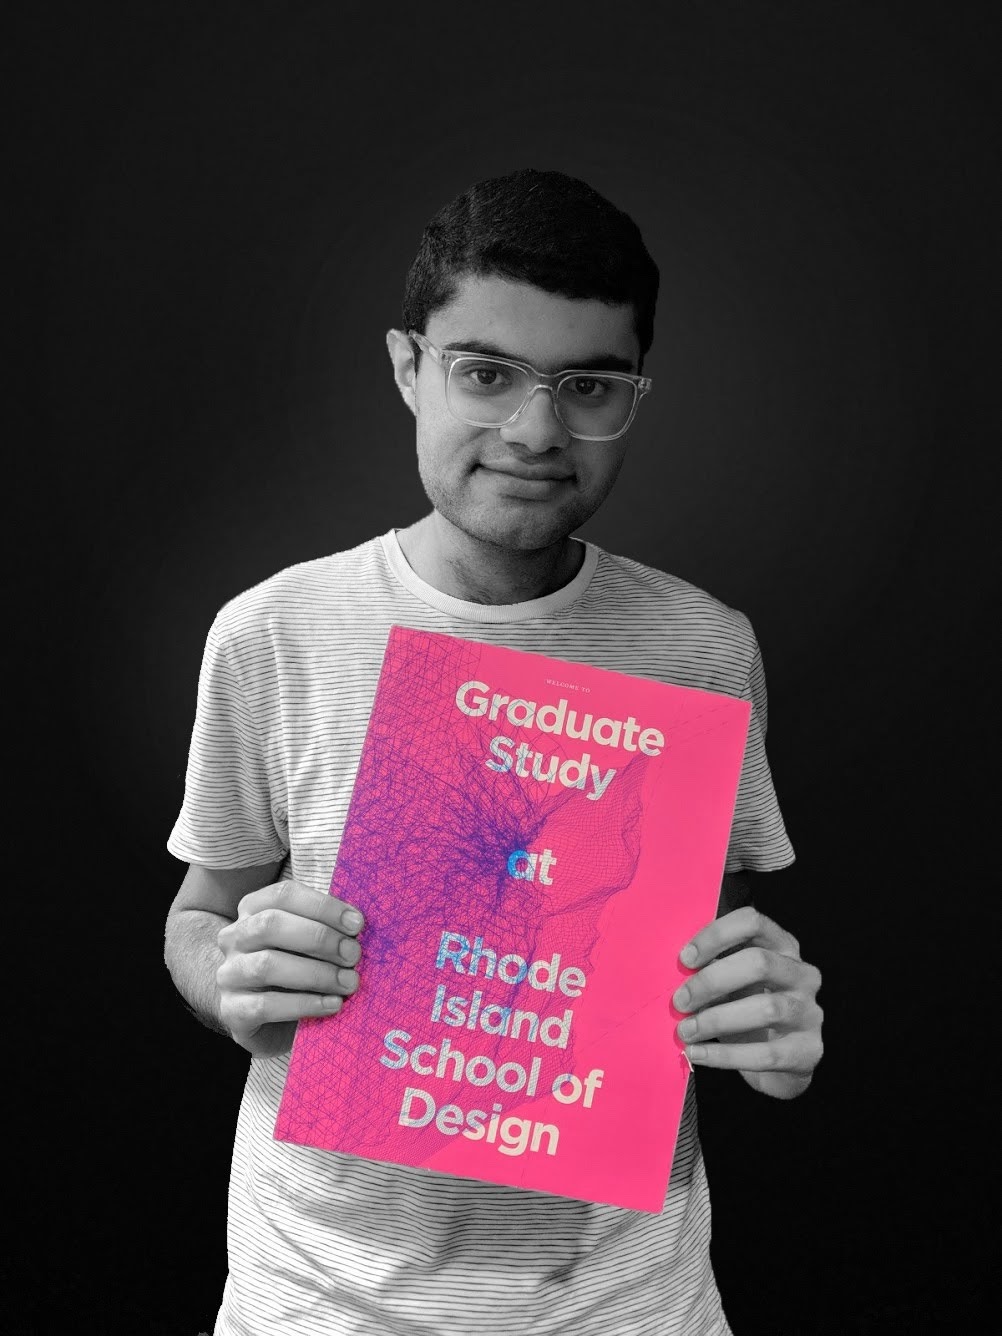 WELCOME TO
Graduate
Study
at
Rhode
Island
School of
Design